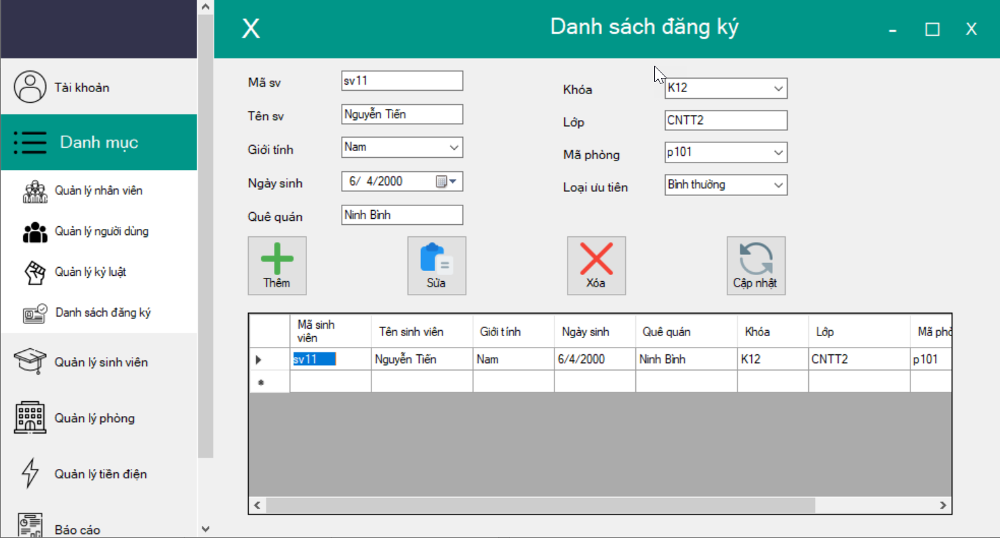 X
Danh sách đăng ký
- □ X
Tài khoản
Danh mục
Quản lý nhân viên
Quản lý người dùng
Quản lý kỷ luật
Danh sách đăng ký
Quản lý sinh viên
Quản lý phòng
Quản lý tiền điện
Báo cáo
Mã sv
sv11
Tên sv
Nguyễn Tiến
Giới tính
Nam
Ngày sinh
6/ 4/2000
Quê quán
Ninh Bình
Khóa
K12
Lớp
CNTT2
Mã phòng
p101
Loại ưu tiên
Bình thường
Thêm
Sửa
Xóa
Cập nhật
Mã sinh
viên
Tên sinh viên
Giới tính
Ngày sinh
Quê quán
Khóa
Lớp
Mã phò
sv11
Nguyễn Tiến
Nam
6/4/2000
Ninh Bình
K12
CNTT2
p101